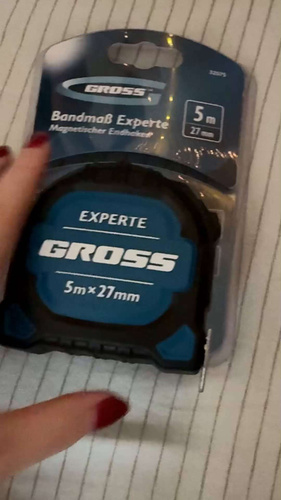 GROSS
Bandmaß Experte
Magnetischer Endhaken
5 m
27 mm
EXPERTE
GROSS
5m×27mm